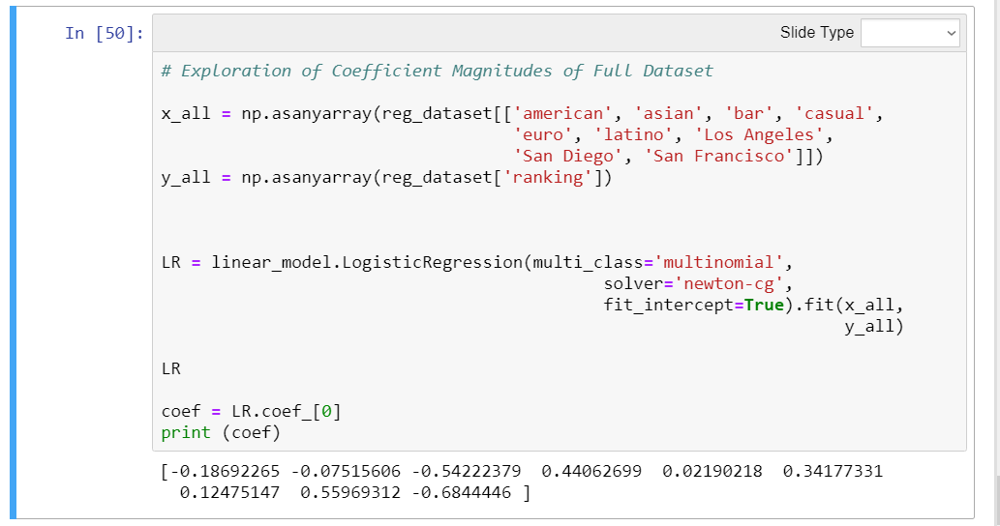 In [50]:
Slide Type
# Exploration of Coefficient Magnitudes of Full Dataset
x_all = np.asanyarray(reg_dataset[['american', 'asian', 'bar', 'casual',
'euro', 'latino', 'Los Angeles',
'San Diego', 'San Francisco']])
y_all = np.asanyarray(reg_dataset['ranking'])
LR = linear_model.LogisticRegression(multi_class='multinomial',
solver='newton-cg',
fit_intercept=True).fit(x_all,
y_all)
LR
coef = LR.coef_[0]
print (coef)
[-0.18692265 -0.07515606 -0.54222379 0.44062699 0.02190218 0.34177331
0.12475147 0.55969312 -0.6844446 ]